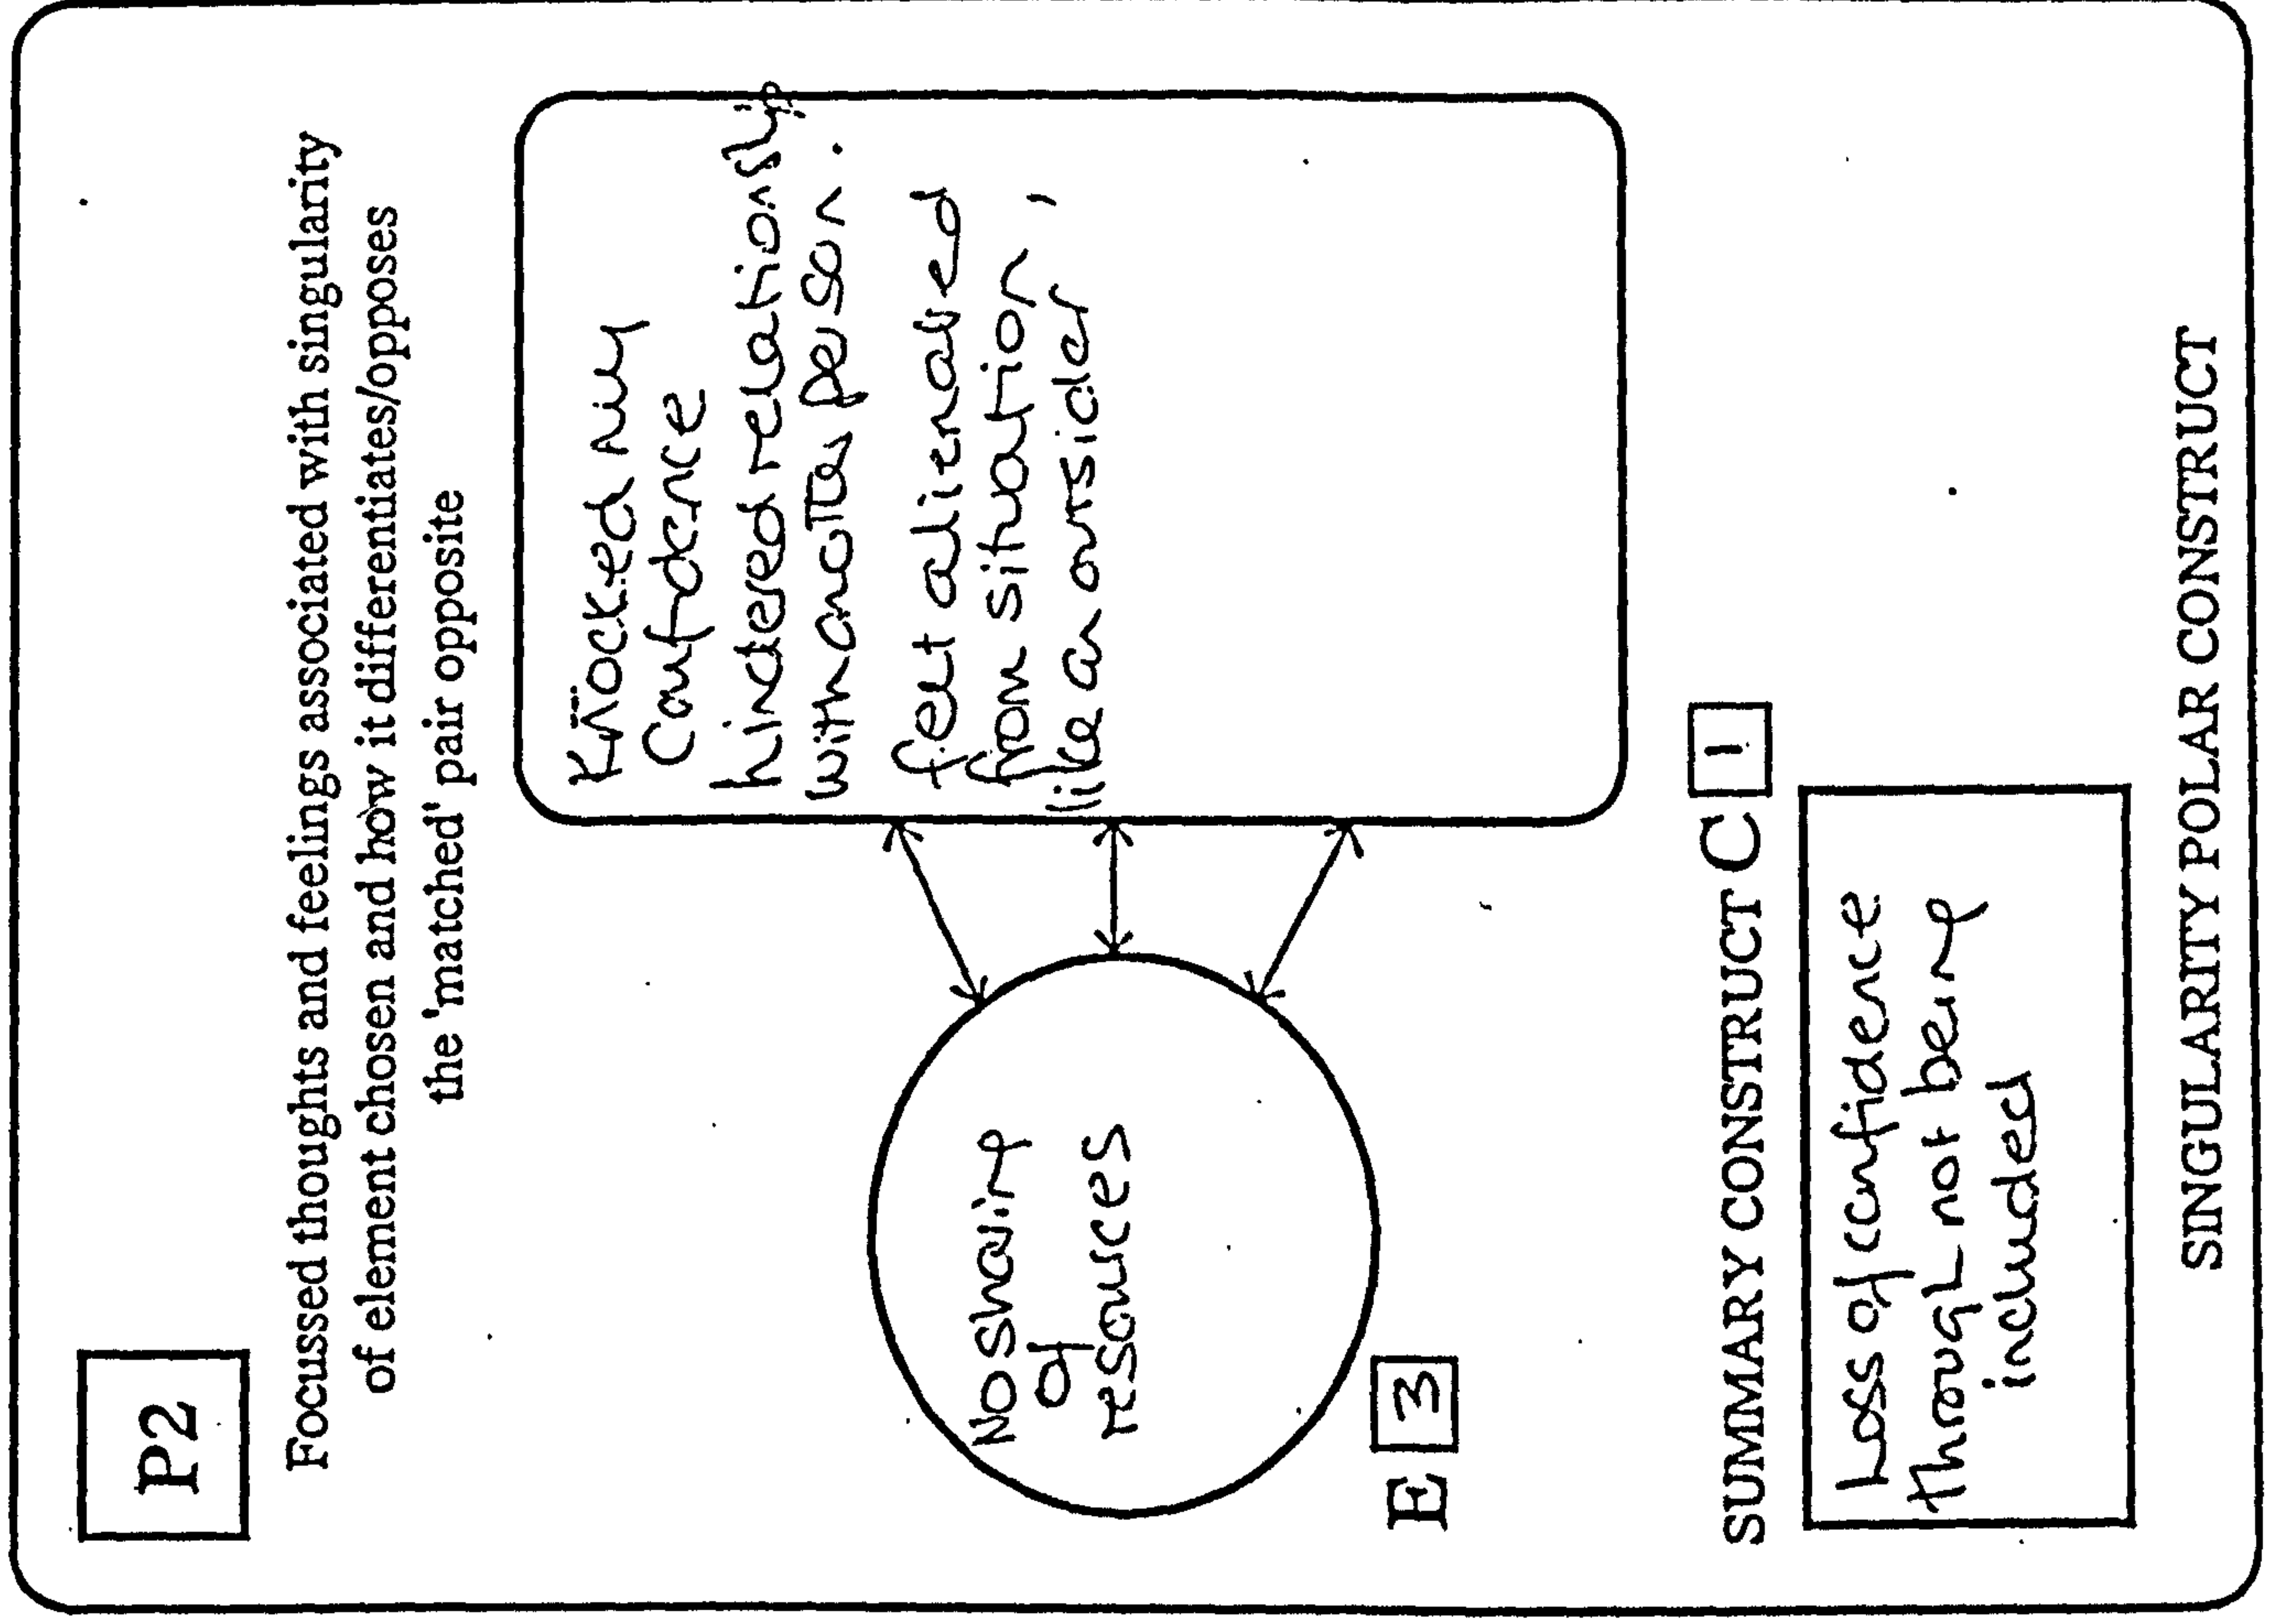 P2
Focussed thoughts and feelings associated with singularity
of element chosen and how it differentiates/opposes
the 'matched' pair opposite
Knocked my
confidence
hindered relationship
with another person.
felt alienated
from situation,
like an outsider
No sharing
of
resources
E 3
SUMMARY CONSTRUCT C 1
Loss of confidence
through not being
included
SINGULARITY POLAR CONSTRUCT